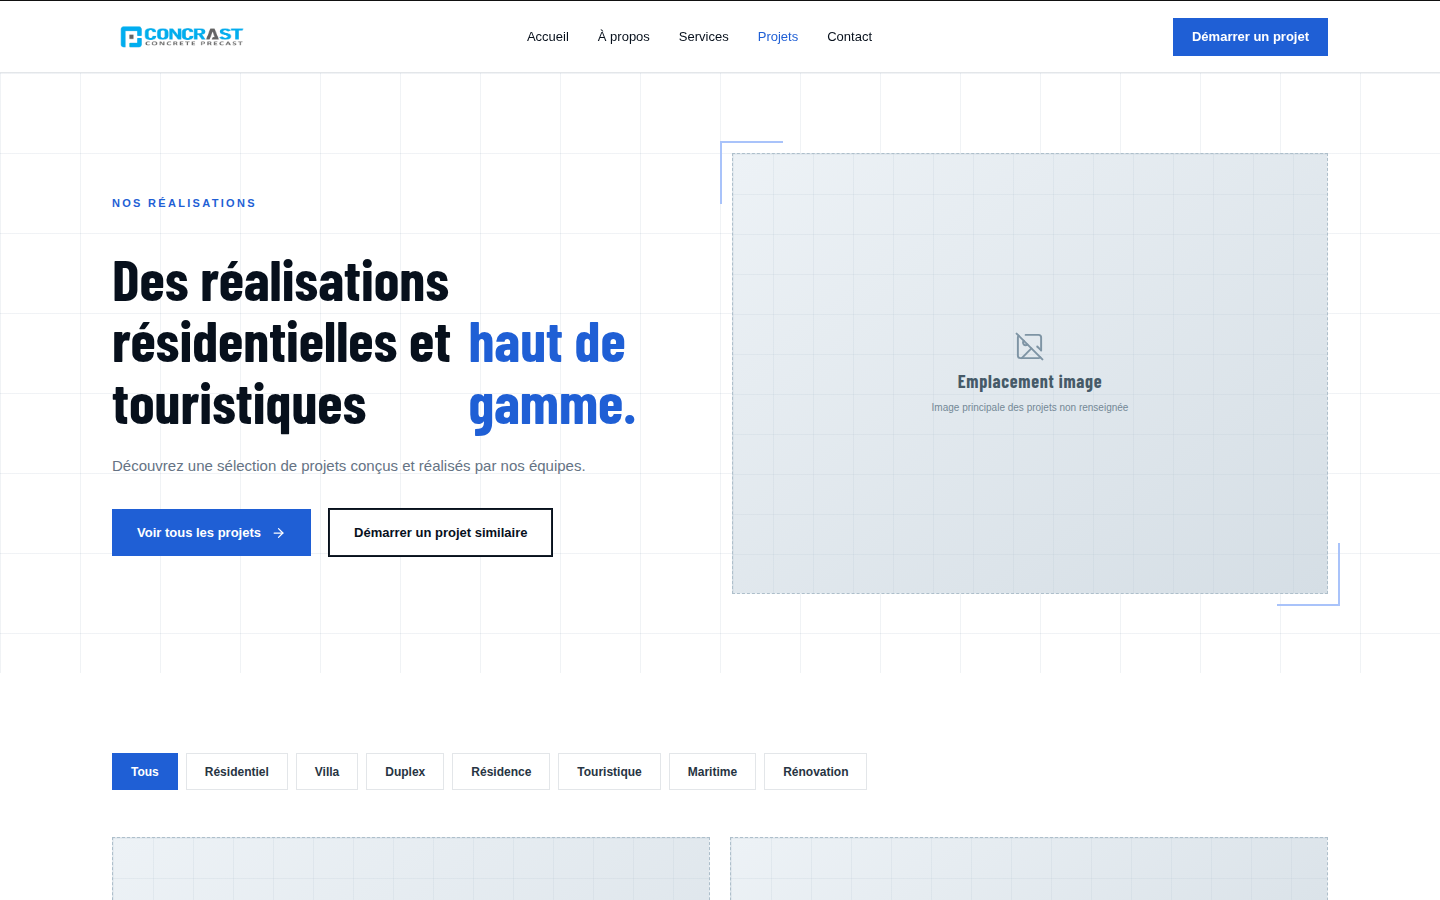 CONCRAST
CONCRETE PRECAST
Accueil
À propos
Services
Projets
Contact
Démarrer un projet
NOS RÉALISATIONS
Des réalisations
résidentielles et haut de
touristiques gamme.
Découvrez une sélection de projets conçus et réalisés par nos équipes.
Voir tous les projets
Démarrer un projet similaire
Emplacement image
Image principale des projets non renseignée
Tous
Résidentiel
Villa
Duplex
Résidence
Touristique
Maritime
Rénovation